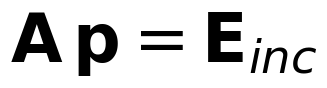 A p = E_inc